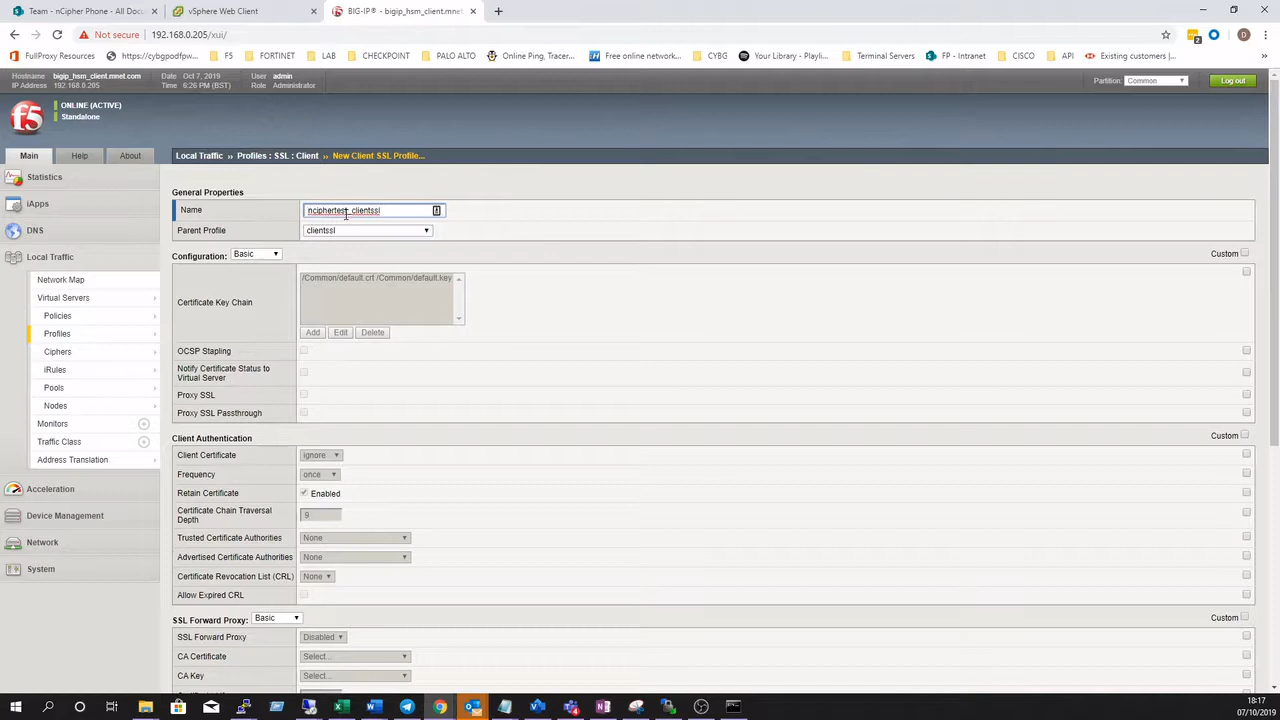 Team - nCipher Phone - All Docu
vSphere Web Client
BIG-IP® - bigip_hsm_client.mnet
Not secure
192.168.0.205/xui/
FullProxy Resources
https://cybgpodfpw
F5
FORTINET
LAB
CHECKPOINT
PALO ALTO
Online Ping, Tracer...
Free online network...
CYBG
Your Library - Playli...
Terminal Servers
FP - Intranet
CISCO
API
Existing customers f...
Hostname bigip_hsm_client.mnet.com
IP Address 192.168.0.205
Date Oct 7, 2019
Time 6:26 PM (BST)
User admin
Role Administrator
Partition: Common
Log out
f5
ONLINE (ACTIVE)
Standalone
Main
Help
About
Local Traffic ›› Profiles : SSL : Client ›› New Client SSL Profile...
Statistics
iApps
DNS
Local Traffic
Network Map
Virtual Servers
Policies
Profiles
Ciphers
iRules
Pools
Nodes
Monitors
Traffic Class
Address Translation
Acceleration
Device Management
Network
System
General Properties
Name
nciphertest_clientssl
Parent Profile
clientssl
Configuration: Basic
Custom
Certificate Key Chain
/Common/default.crt /Common/default.key
Add
Edit
Delete
OCSP Stapling
Notify Certificate Status to
Virtual Server
Proxy SSL
Proxy SSL Passthrough
Client Authentication
Custom
Client Certificate
ignore
Frequency
once
Retain Certificate
Enabled
Certificate Chain Traversal
Depth
9
Trusted Certificate Authorities
None
Advertised Certificate Authorities
None
Certificate Revocation List (CRL)
None
Allow Expired CRL
SSL Forward Proxy: Basic
Custom
SSL Forward Proxy
Disabled
CA Certificate
Select...
CA Key
Select...
18:17
07/10/2019